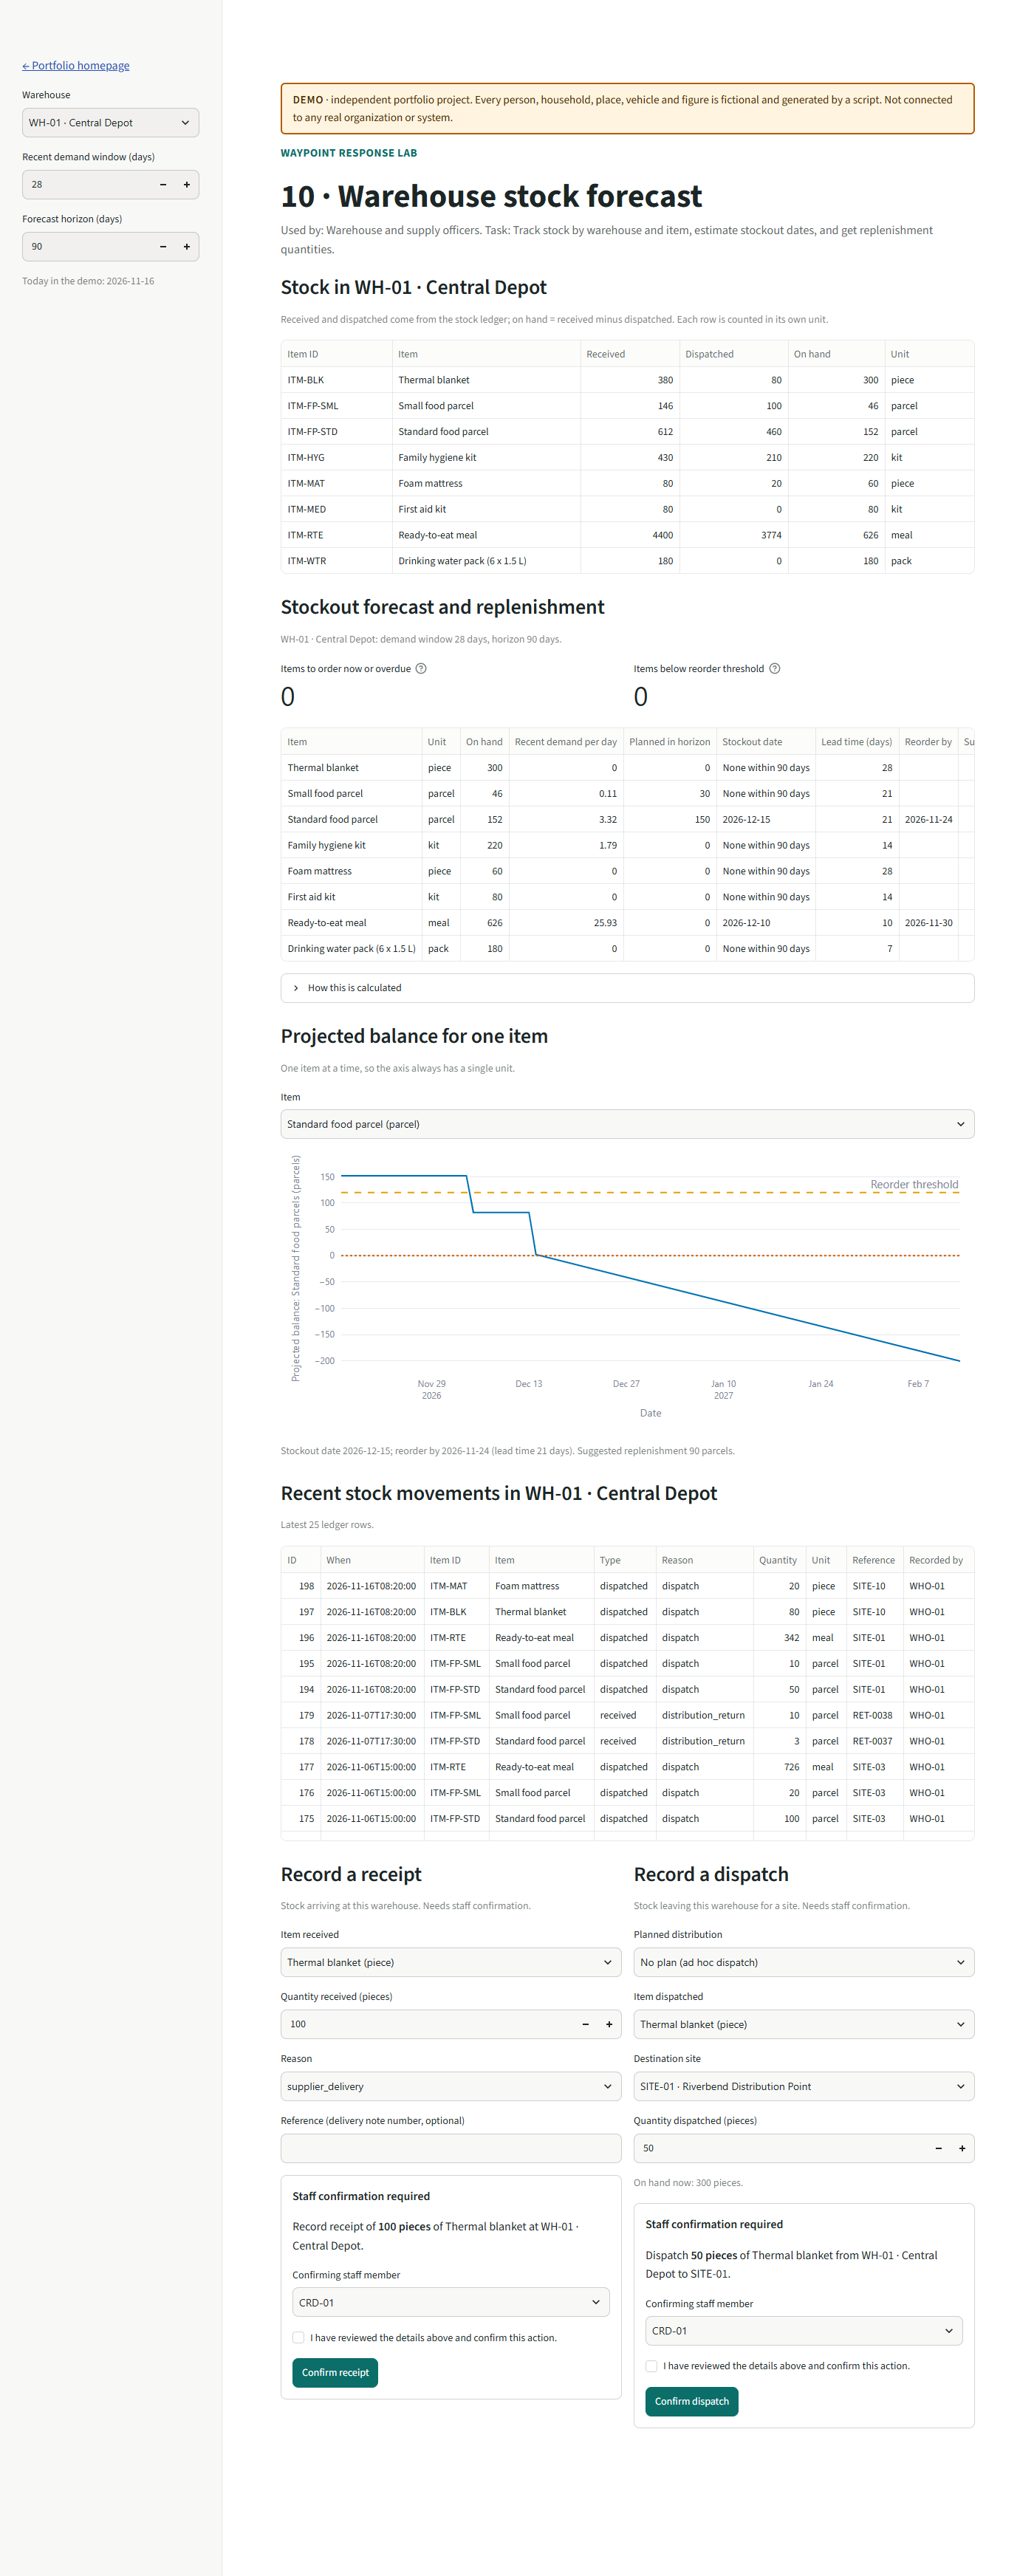 ← Portfolio homepage
Warehouse
WH-01 · Central Depot
Recent demand window (days)
28
Forecast horizon (days)
90
Today in the demo: 2026-11-16
DEMO · independent portfolio project. Every person, household, place, vehicle and figure is fictional and generated by a script. Not connected
to any real organization or system.
WAYPOINT RESPONSE LAB
10 · Warehouse stock forecast
Used by: Warehouse and supply officers. Task: Track stock by warehouse and item, estimate stockout dates, and get replenishment
quantities.
Stock in WH-01 · Central Depot
Received and dispatched come from the stock ledger; on hand = received minus dispatched. Each row is counted in its own unit.
Item ID Item Received Dispatched On hand Unit
ITM-BLK Thermal blanket 380 80 300 piece
ITM-FP-SML Small food parcel 146 100 46 parcel
ITM-FP-STD Standard food parcel 612 460 152 parcel
ITM-HYG Family hygiene kit 430 210 220 kit
ITM-MAT Foam mattress 80 20 60 piece
ITM-MED First aid kit 80 0 80 kit
ITM-RTE Ready-to-eat meal 4400 3774 626 meal
ITM-WTR Drinking water pack (6 x 1.5 L) 180 0 180 pack
Stockout forecast and replenishment
WH-01 · Central Depot: demand window 28 days, horizon 90 days.
Items to order now or overdue ? Items below reorder threshold ?
0 0
Item Unit On hand Recent demand per day Planned in horizon Stockout date Lead time (days) Reorder by Su
Thermal blanket piece 300 0 0 None within 90 days 28
Small food parcel parcel 46 0.11 30 None within 90 days 21
Standard food parcel parcel 152 3.32 150 2026-12-15 21 2026-11-24
Family hygiene kit kit 220 1.79 0 None within 90 days 14
Foam mattress piece 60 0 0 None within 90 days 28
First aid kit kit 80 0 0 None within 90 days 14
Ready-to-eat meal meal 626 25.93 0 2026-12-10 10 2026-11-30
Drinking water pack (6 x 1.5 L) pack 180 0 0 None within 90 days 7
How this is calculated
Projected balance for one item
One item at a time, so the axis always has a single unit.
Item
Standard food parcel (parcel)
Projected balance: Standard food parcels (parcels)
150
100
50
0
−50
−100
−150
−200
Reorder threshold
Nov 29 Dec 13 Dec 27 Jan 10 Jan 24 Feb 7
2026 2027
Date
Stockout date 2026-12-15; reorder by 2026-11-24 (lead time 21 days). Suggested replenishment 90 parcels.
Recent stock movements in WH-01 · Central Depot
Latest 25 ledger rows.
ID When Item ID Item Type Reason Quantity Unit Reference Recorded by
198 2026-11-16T08:20:00 ITM-MAT Foam mattress dispatched dispatch 20 piece SITE-10 WHO-01
197 2026-11-16T08:20:00 ITM-BLK Thermal blanket dispatched dispatch 80 piece SITE-10 WHO-01
196 2026-11-16T08:20:00 ITM-RTE Ready-to-eat meal dispatched dispatch 342 meal SITE-01 WHO-01
195 2026-11-16T08:20:00 ITM-FP-SML Small food parcel dispatched dispatch 10 parcel SITE-01 WHO-01
194 2026-11-16T08:20:00 ITM-FP-STD Standard food parcel dispatched dispatch 50 parcel SITE-01 WHO-01
179 2026-11-07T17:30:00 ITM-FP-SML Small food parcel received distribution_return 10 parcel RET-0038 WHO-01
178 2026-11-07T17:30:00 ITM-FP-STD Standard food parcel received distribution_return 3 parcel RET-0037 WHO-01
177 2026-11-06T15:00:00 ITM-RTE Ready-to-eat meal dispatched dispatch 726 meal SITE-03 WHO-01
176 2026-11-06T15:00:00 ITM-FP-SML Small food parcel dispatched dispatch 20 parcel SITE-03 WHO-01
175 2026-11-06T15:00:00 ITM-FP-STD Standard food parcel dispatched dispatch 100 parcel SITE-03 WHO-01
Record a receipt
Stock arriving at this warehouse. Needs staff confirmation.
Item received
Thermal blanket (piece)
Quantity received (pieces)
100
Reason
supplier_delivery
Reference (delivery note number, optional)
Staff confirmation required
Record receipt of 100 pieces of Thermal blanket at WH-01 ·
Central Depot.
Confirming staff member
CRD-01
I have reviewed the details above and confirm this action.
Confirm receipt
Record a dispatch
Stock leaving this warehouse for a site. Needs staff confirmation.
Planned distribution
No plan (ad hoc dispatch)
Item dispatched
Thermal blanket (piece)
Destination site
SITE-01 · Riverbend Distribution Point
Quantity dispatched (pieces)
50
On hand now: 300 pieces.
Staff confirmation required
Dispatch 50 pieces of Thermal blanket from WH-01 · Central
Depot to SITE-01.
Confirming staff member
CRD-01
I have reviewed the details above and confirm this action.
Confirm dispatch